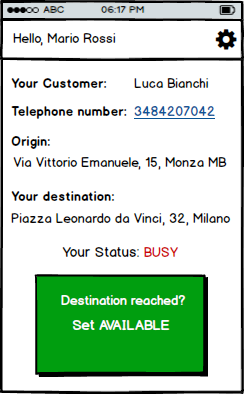 ABC 06:17 PM
Hello, Mario Rossi
Your Customer: Luca Bianchi
Telephone number: 3484207042
Origin:
Via Vittorio Emanuele, 15, Monza MB
Your destination:
Piazza Leonardo da Vinci, 32, Milano
Your Status: BUSY
Destination reached?
Set AVAILABLE